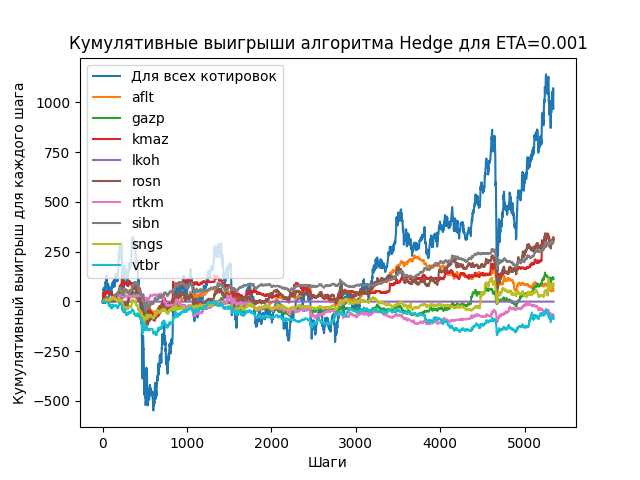 Кумулятивные выигрыши алгоритма Hedge для ETA=0.001
Кумулятивный выигрыш для каждого шага
1000
750
500
250
0
−250
−500
Для всех котировок
aflt
gazp
kmaz
lkoh
rosn
rtkm
sibn
sngs
vtbr
0 1000 2000 3000 4000 5000
Шаги